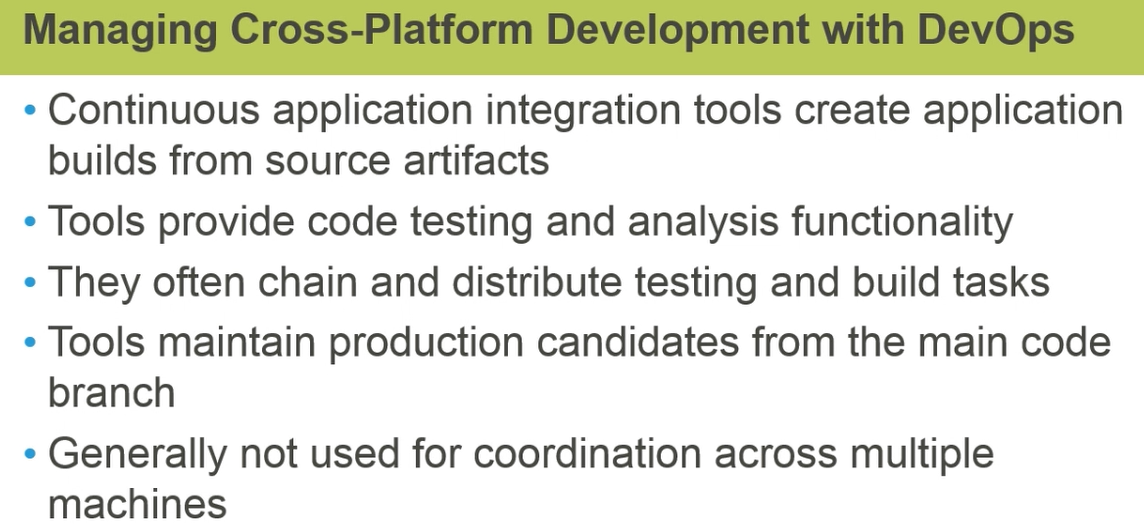 Managing Cross-Platform Development with DevOps
• Continuous application integration tools create application
builds from source artifacts
• Tools provide code testing and analysis functionality
• They often chain and distribute testing and build tasks
• Tools maintain production candidates from the main code
branch
• Generally not used for coordination across multiple
machines